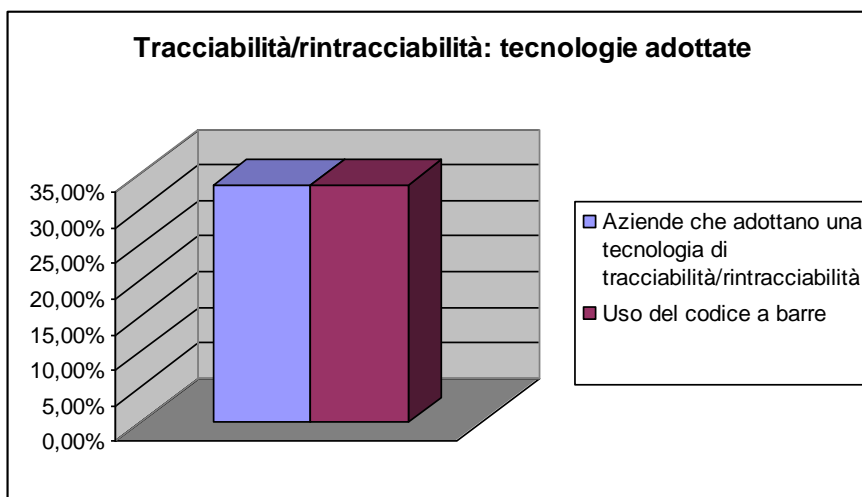 Tracciabilità/rintracciabilità: tecnologie adottate
35,00%
30,00%
25,00%
20,00%
15,00%
10,00%
5,00%
0,00%
Aziende che adottano una
tecnologia di
tracciabilità/rintracciabilità
Uso del codice a barre